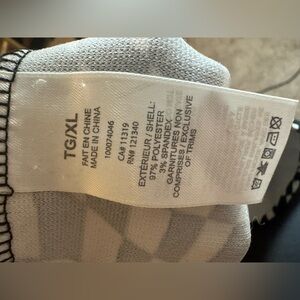 TG/XL
FAIT EN CHINE
MADE IN CHINA
100074046
CA# 11319
RN# 121340
EXTÉRIEUR / SHELL:
97% POLYESTER
3% SPANDEX
GARNITURES NON
COMPRISES / EXCLUSIVE
OF TRIMS